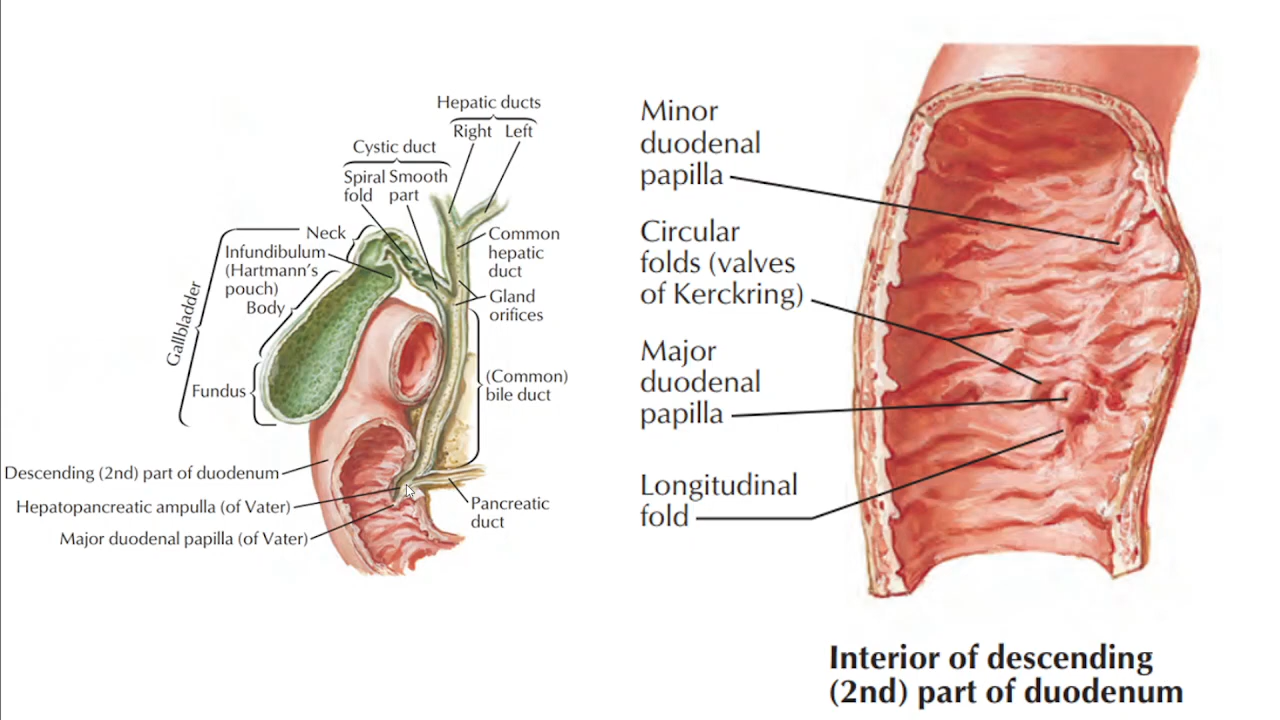 Hepatic ducts
Right Left
Cystic duct
Spiral Smooth
fold part
Neck
Infundibulum
(Hartmann's
pouch)
Body
Gallbladder
Fundus
Common
hepatic
duct
Gland
orifices
(Common)
bile duct
Descending (2nd) part of duodenum
Hepatopancreatic ampulla (of Vater)
Major duodenal papilla (of Vater)
Pancreatic
duct
Minor
duodenal
papilla
Circular
folds (valves
of Kerckring)
Major
duodenal
papilla
Longitudinal
fold
Interior of descending
(2nd) part of duodenum